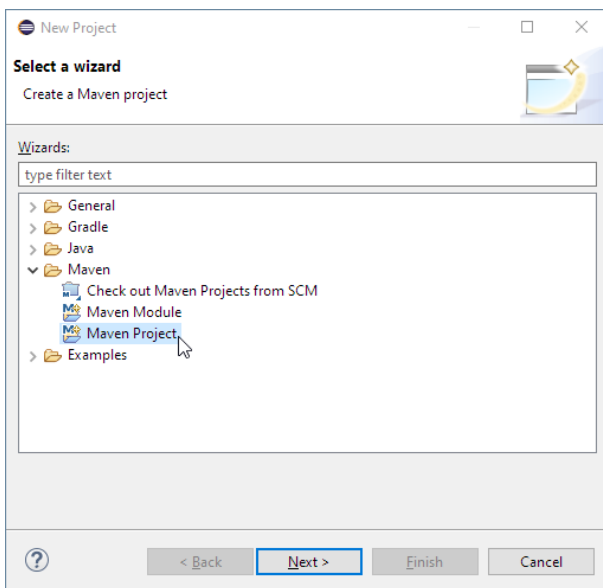 New Project
Select a wizard
Create a Maven project
Wizards:
type filter text
General
Gradle
Java
Maven
Check out Maven Projects from SCM
Maven Module
Maven Project
Examples
? < Back Next > Finish Cancel